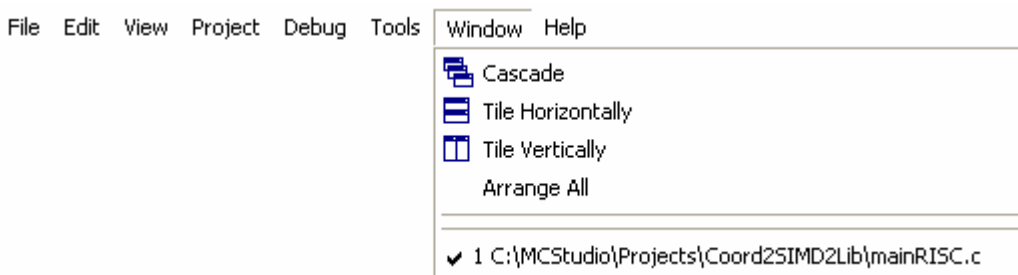 File Edit View Project Debug Tools Window Help
Cascade
Tile Horizontally
Tile Vertically
Arrange All
1 C:\MCStudio\Projects\Coord2SIMD2Lib\mainRISC.c